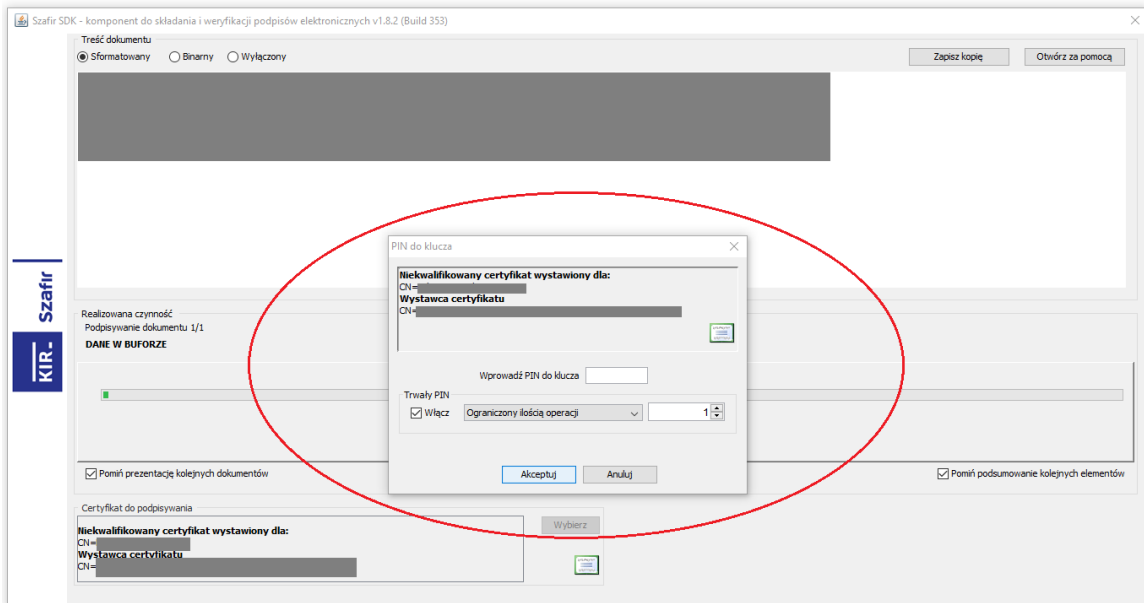 Szafir SDK - komponent do składania i weryfikacji podpisów elektronicznych v1.8.2 (Build 353)
Treść dokumentu
Sformatowany Binarny Wyłączony Zapisz kopię Otwórz za pomocą
PIN do klucza
Niekwalifikowany certyfikat wystawiony dla:
CN=
Wystawca certyfikatu
CN=
Wprowadź PIN do klucza
Trwały PIN
Włącz Ograniczony ilością operacji 1
Akceptuj Anuluj
KIR Szafir
Realizowana czynność
Podpisywanie dokumentu 1/1
DANE W BUFORZE
Pomiń prezentację kolejnych dokumentów Pomiń podsumowanie kolejnych elementów
Certyfikat do podpisywania
Niekwalifikowany certyfikat wystawiony dla:
CN=
Wystawca certyfikatu
CN=
Wybierz